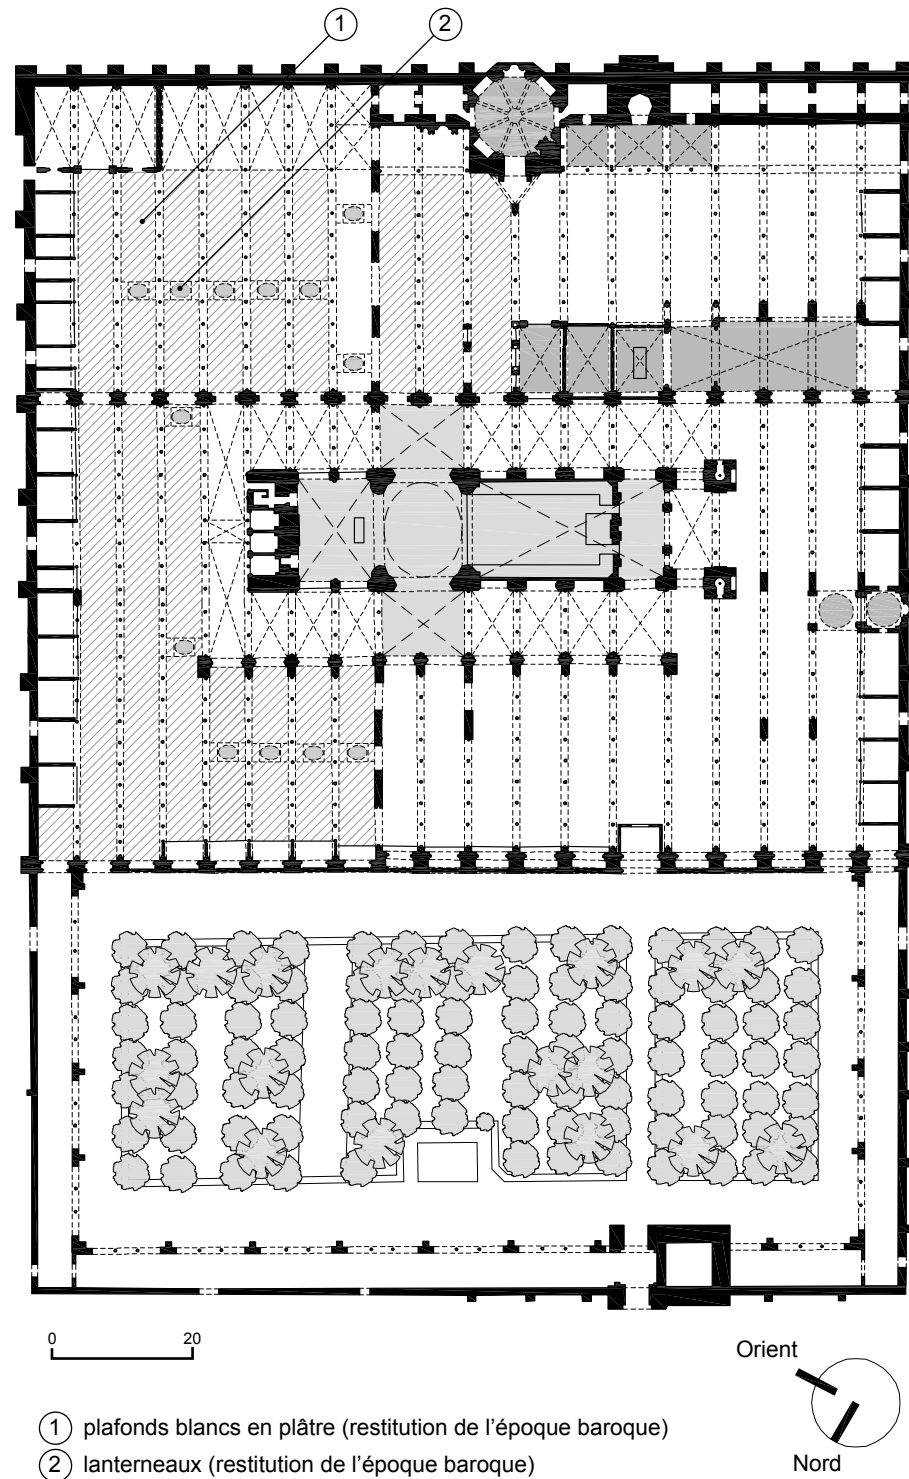 1 2
0 20
Orient
Nord
1 plafonds blancs en plâtre (restitution de l'époque baroque)
2 lanterneaux (restitution de l'époque baroque)